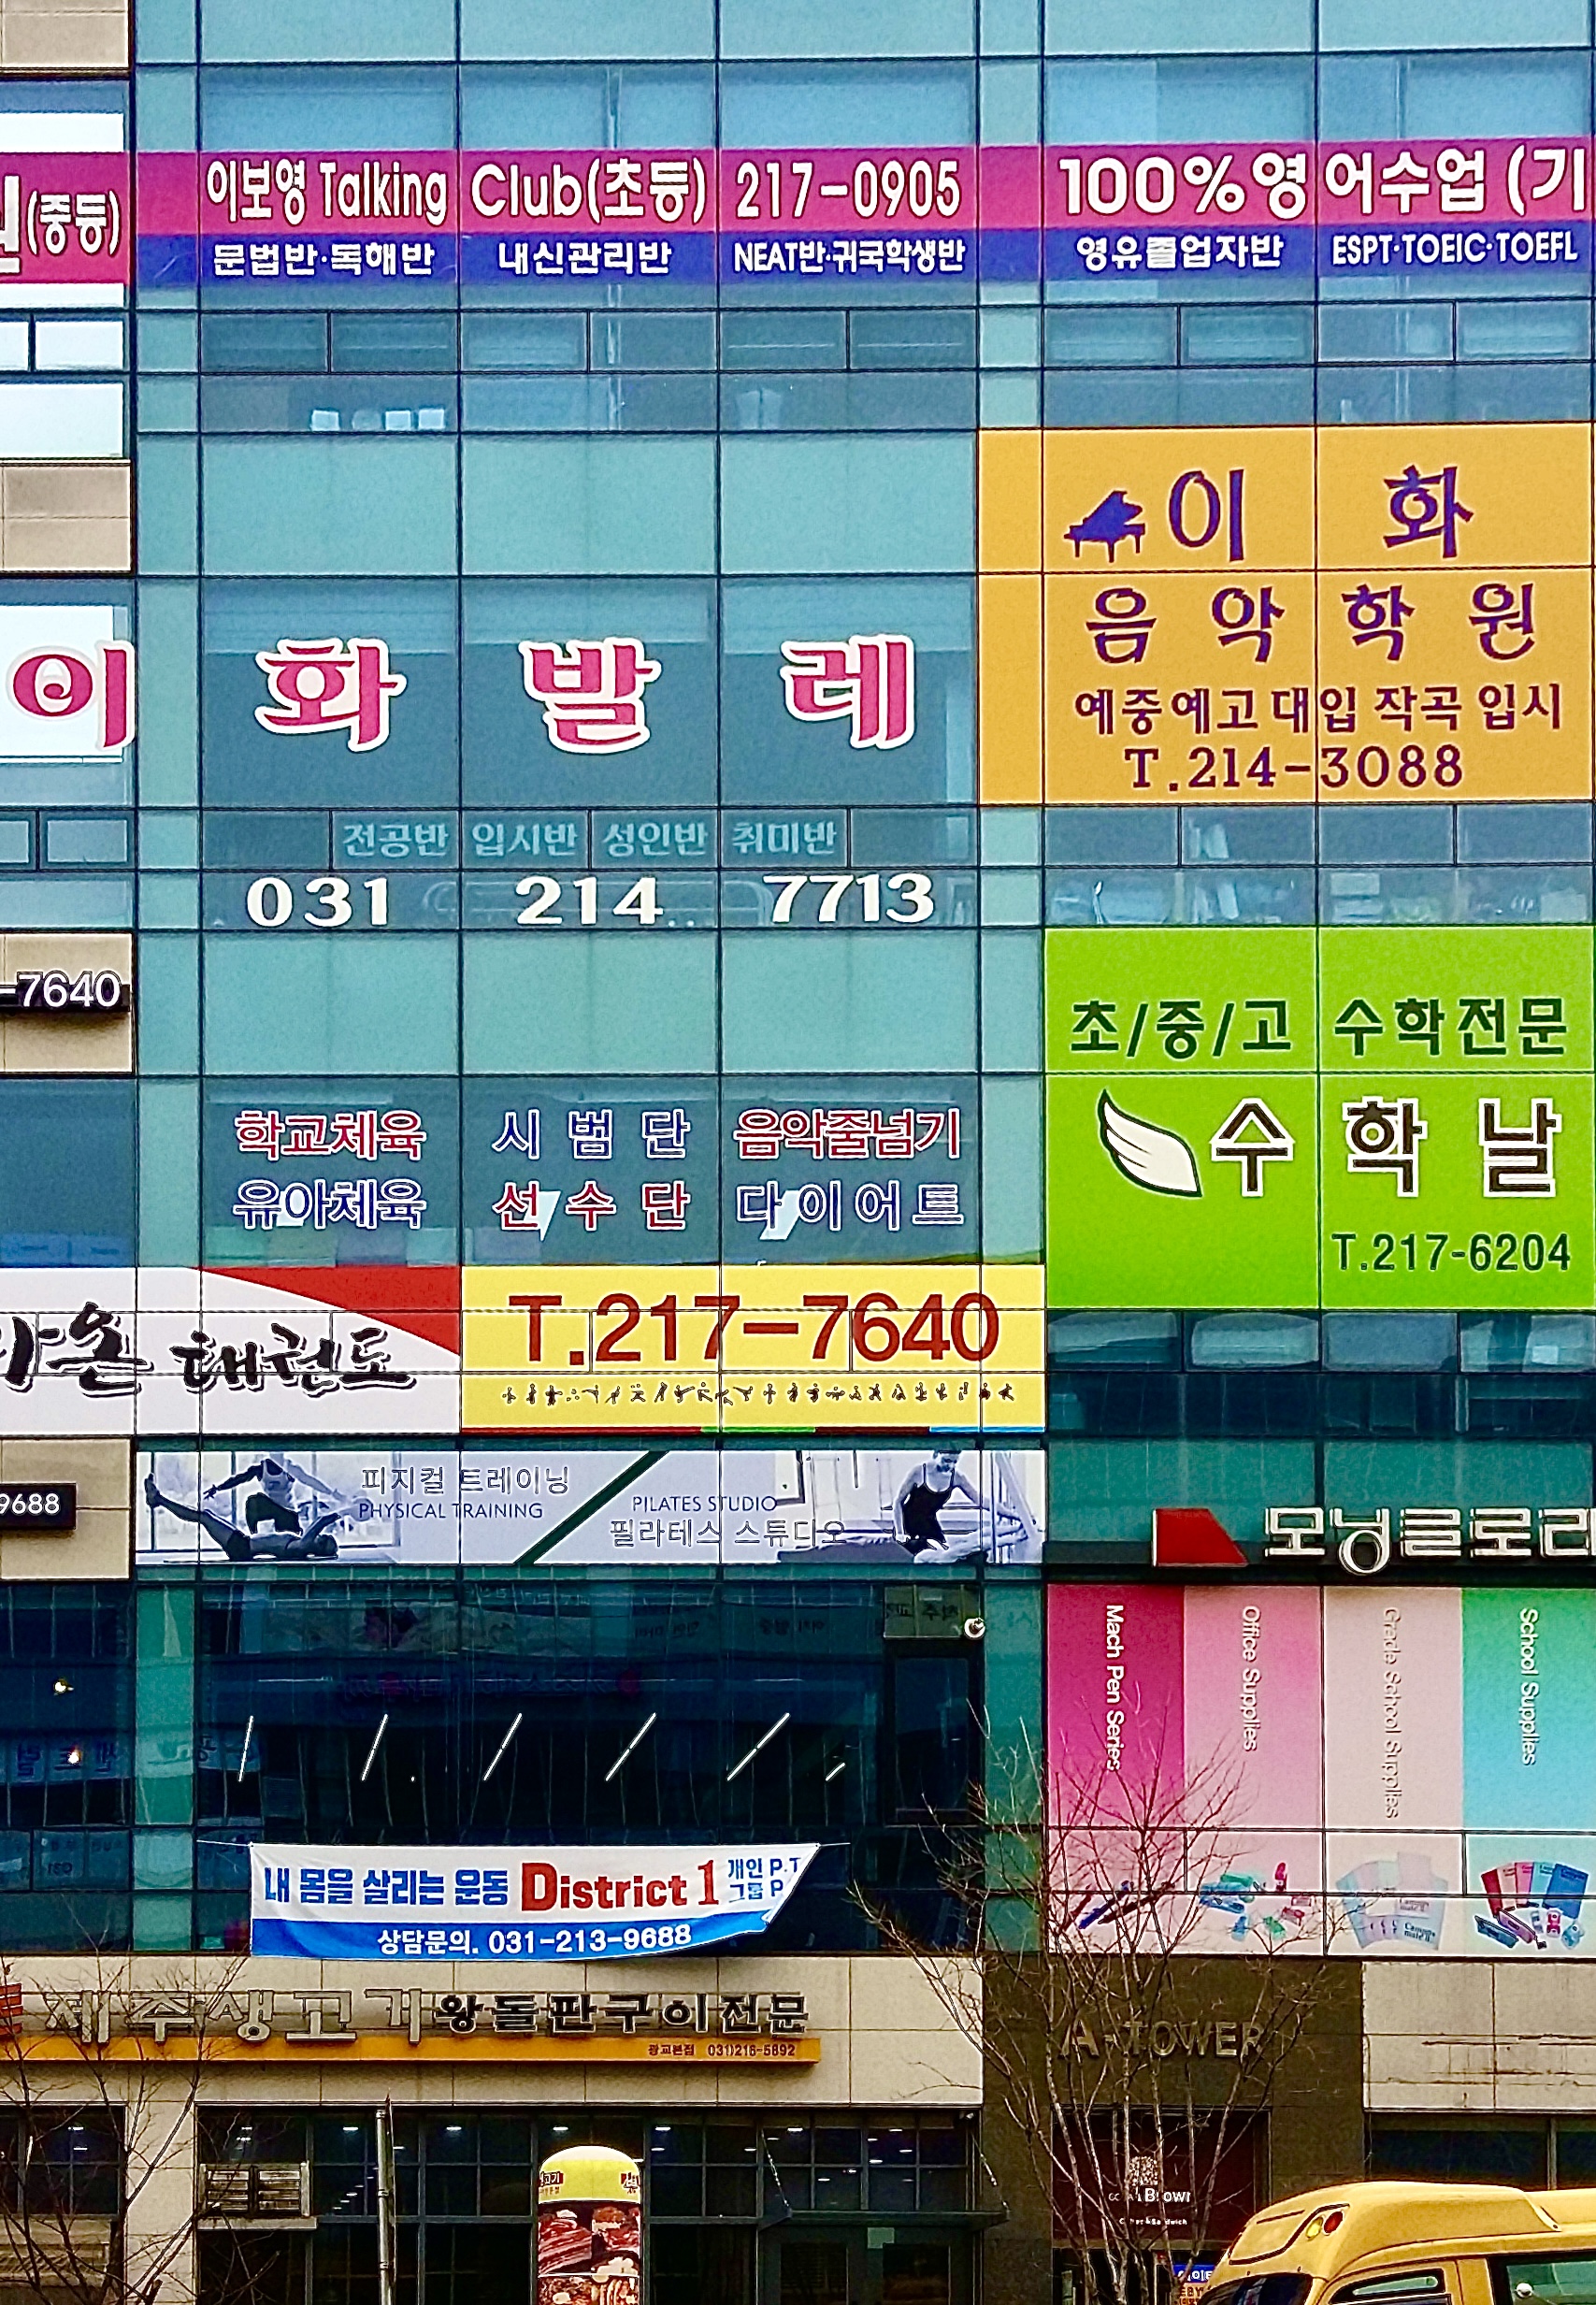 (중등)
이보영 Talking Club(초등) 217-0905 100%영어수업 (기
문법반·독해반 내신관리반 NEAT반·귀국학생반 영유졸업자반 ESPT·TOEIC·TOEFL
이화
음악학원
예중예고대입 작곡 입시
T.214-3088
이화발레
전공반 입시반 성인반 취미반
031 214 7713
-7640
초/중/고 수학전문
수학날
T.217-6204
학교체육 시범단 음악줄넘기
유아체육 선수단 다이어트
태권도
T.217-7640
9688
피지컬 트레이닝
PHYSICAL TRAINING
PILATES STUDIO
필라테스 스튜디오
모닝글로리
Mach Pen Series
Office Supplies
Grade School Supplies
School Supplies
내 몸을 살리는 운동 District 1
개인 P.T
그룹 P
상담문의. 031-213-9688
제주생고기 왕돌판구이전문
광교본점 031)216-5892
A-TOWER